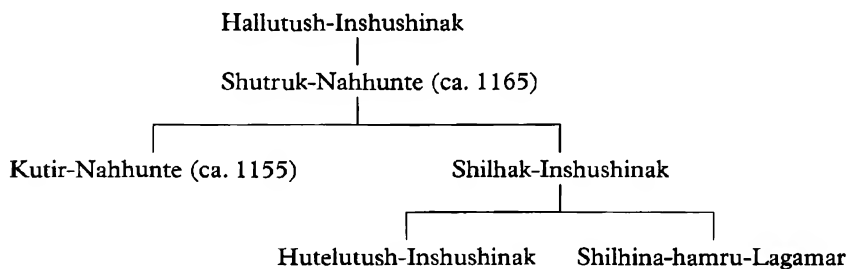 Hallutush-Inshushinak
Shutruk-Nahhunte (ca. 1165)
Kutir-Nahhunte (ca. 1155) Shilhak-Inshushinak
Hutelutush-Inshushinak Shilhina-hamru-Lagamar